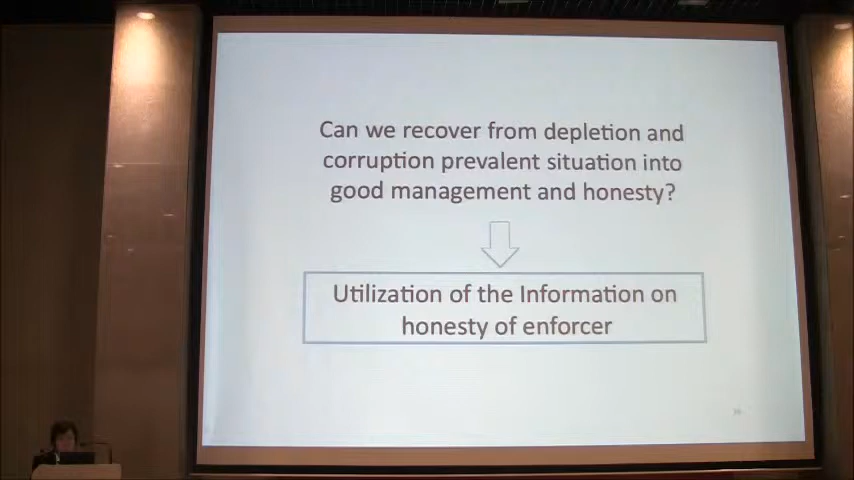 Can we recover from depletion and
corruption prevalent situation into
good management and honesty?
Utilization of the Information on
honesty of enforcer